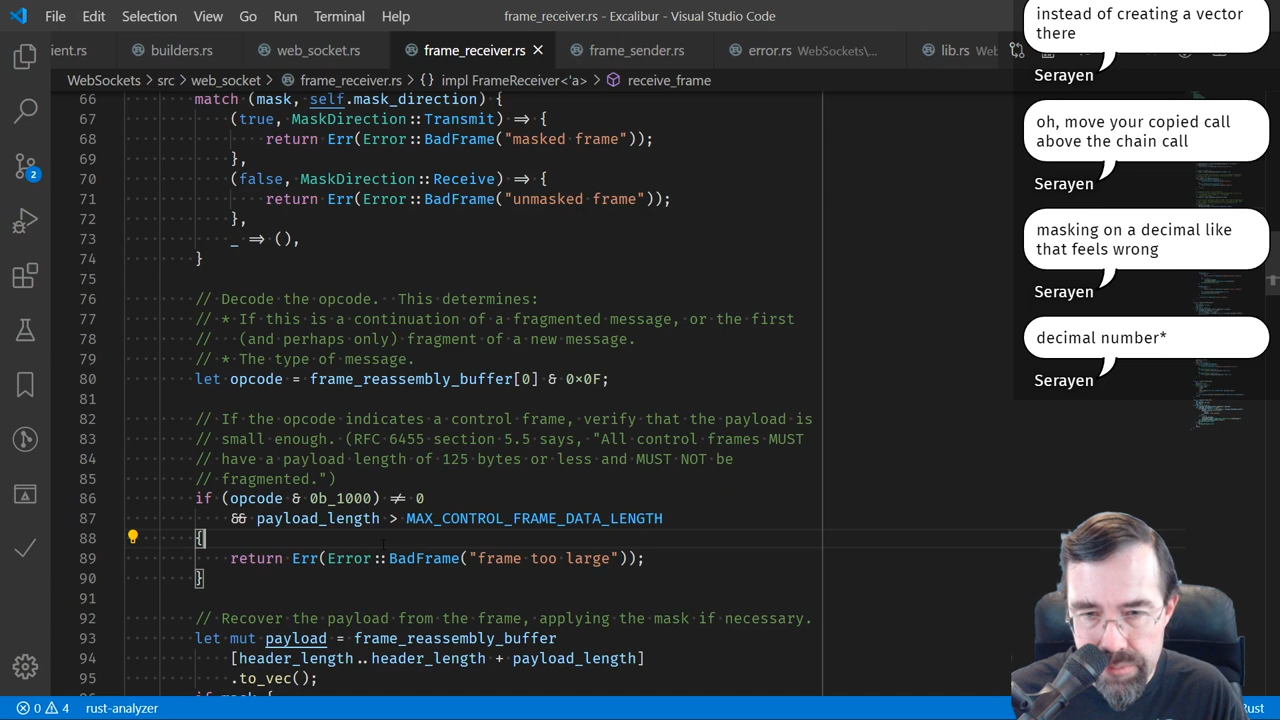 File Edit Selection View Go Run Terminal Help
frame_receiver.rs - Excalibur - Visual Studio Code
ient.rs builders.rs web_socket.rs frame_receiver.rs frame_sender.rs error.rs WebSockets\... lib.rs Web
WebSockets > src > web_socket > frame_receiver.rs > {} impl FrameReceiver<'a> > receive_frame
66 match (mask, self.mask_direction) {
67 (true, MaskDirection::Transmit) => {
68 return Err(Error::BadFrame("masked frame"));
69 },
70 (false, MaskDirection::Receive) => {
71 return Err(Error::BadFrame("unmasked frame"));
72 },
73 _ => (),
74 }
75
76 // Decode the opcode.  This determines:
77 // * If this is a continuation of a fragmented message, or the first
78 //   (and perhaps only) fragment of a new message.
79 // * The type of message.
80 let opcode = frame_reassembly_buffer[0] & 0x0F;
81
82 // If the opcode indicates a control frame, verify that the payload is
83 // small enough. (RFC 6455 section 5.5 says, "All control frames MUST
84 // have a payload length of 125 bytes or less and MUST NOT be
85 // fragmented.")
86 if (opcode & 0b_1000) != 0
87 && payload_length > MAX_CONTROL_FRAME_DATA_LENGTH
88 {
89 return Err(Error::BadFrame("frame too large"));
90 }
91
92 // Recover the payload from the frame, applying the mask if necessary.
93 let mut payload = frame_reassembly_buffer
94 [header_length..header_length + payload_length]
95 .to_vec();
instead of creating a vector
there
Serayen
oh, move your copied call
above the chain call
Serayen
masking on a decimal like
that feels wrong
Serayen
decimal number*
Serayen
2
0 4 rust-analyzer
Rust